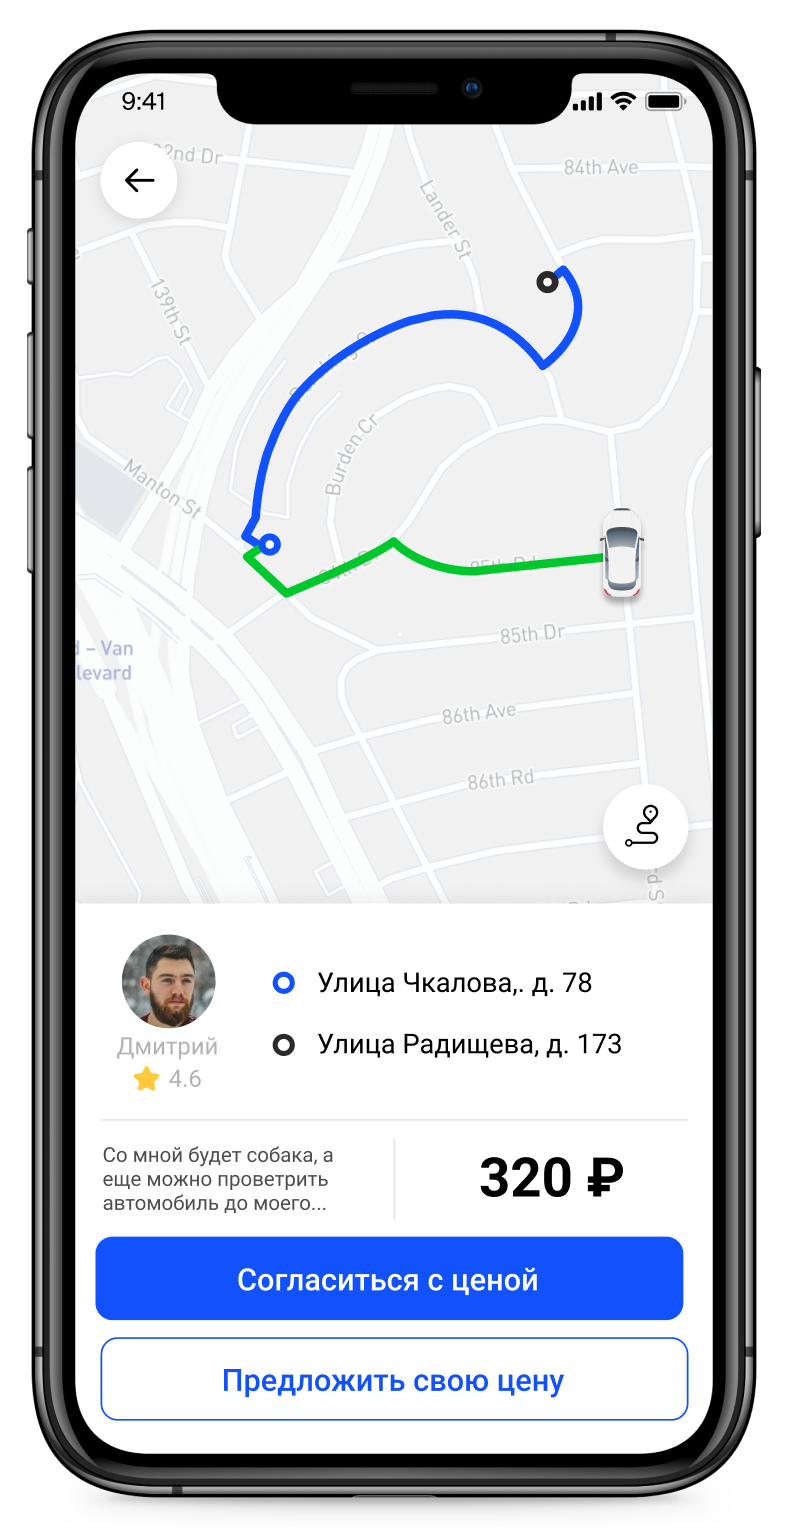 9:41
2nd Dr
84th Ave
Lander St
139th St
Burden Cr
Manton St
85th Rd
85th Dr
– Van
levard
86th Ave
86th Rd
Дмитрий
4.6
Улица Чкалова,. д. 78
Улица Радищева, д. 173
Со мной будет собака, а
еще можно проветрить
автомобиль до моего...
320 ₽
Согласиться с ценой
Предложить свою цену